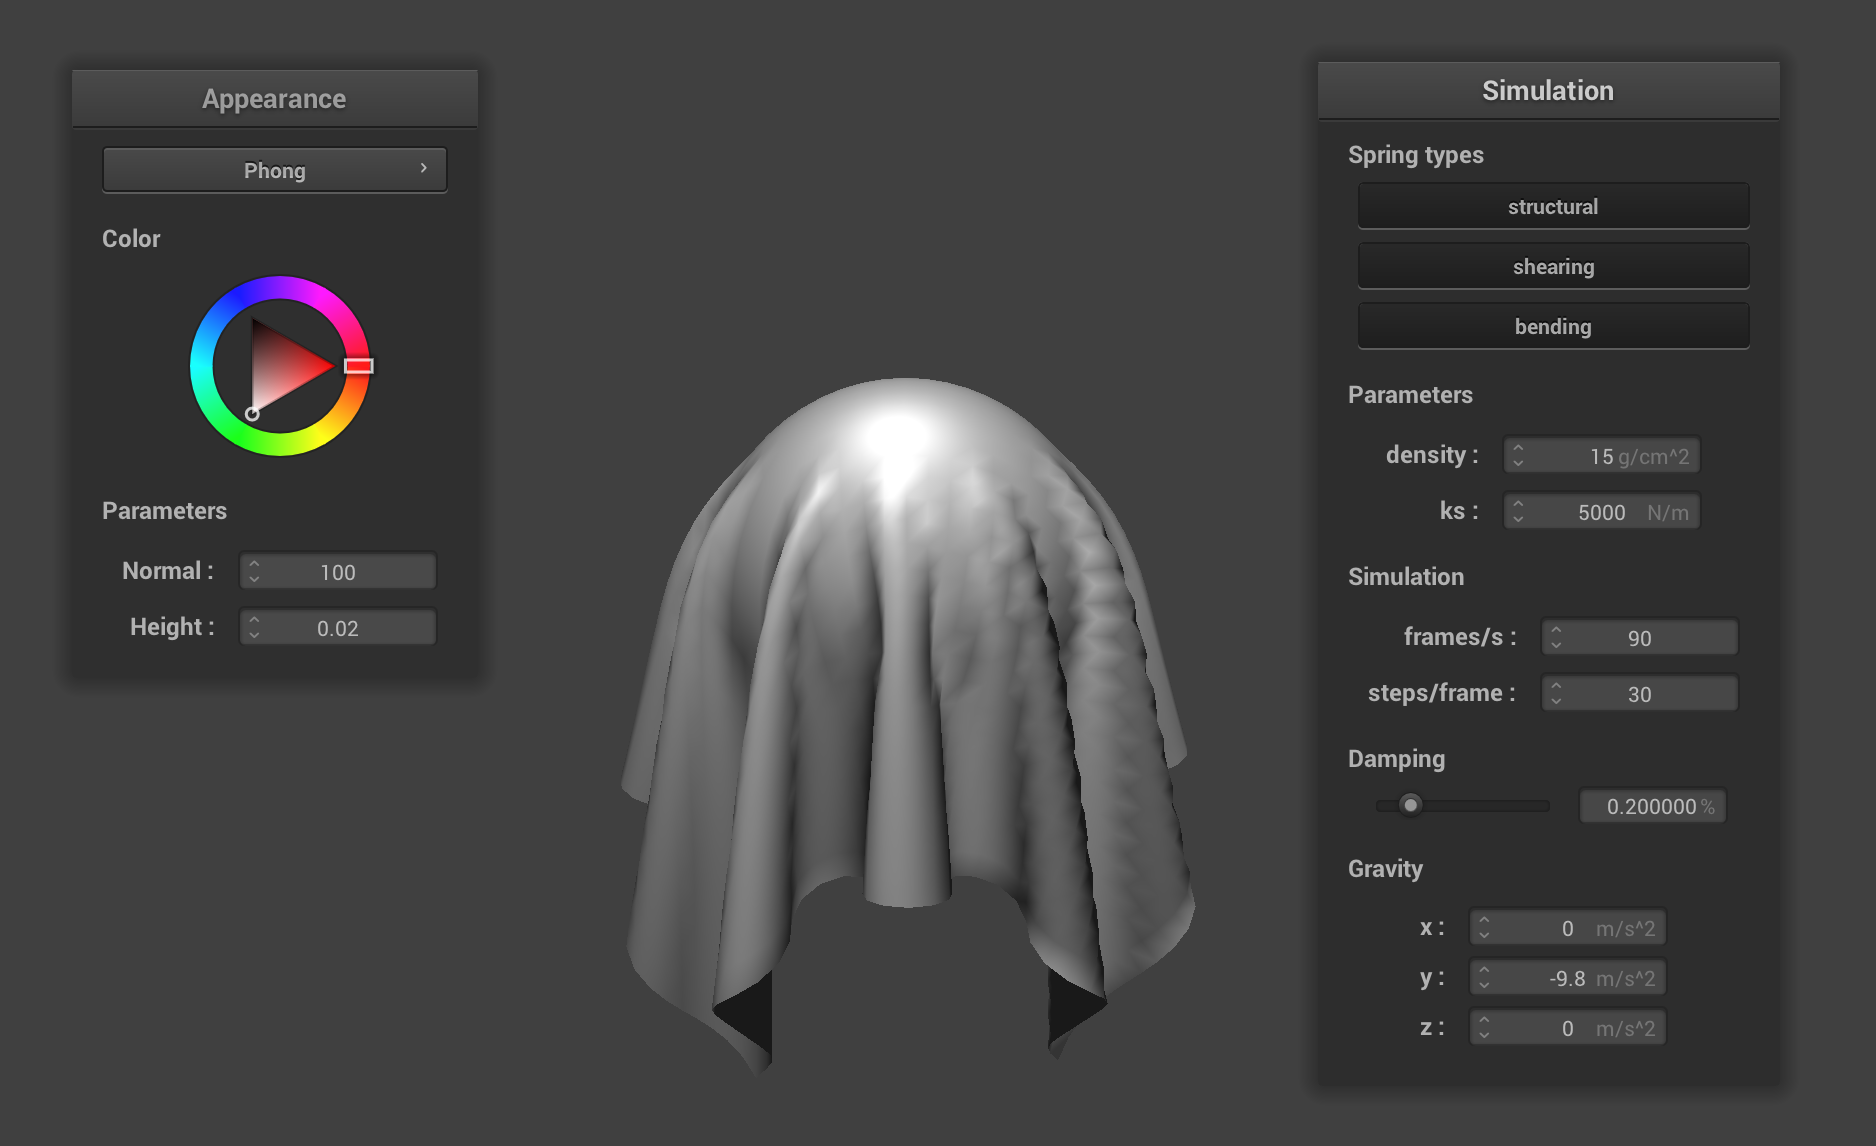 Appearance
Phong
Color
Parameters
Normal : 100
Height : 0.02
Simulation
Spring types
structural
shearing
bending
Parameters
density : 15 g/cm^2
ks : 5000 N/m
Simulation
frames/s : 90
steps/frame : 30
Damping
0.200000 %
Gravity
x : 0 m/s^2
y : -9.8 m/s^2
z : 0 m/s^2